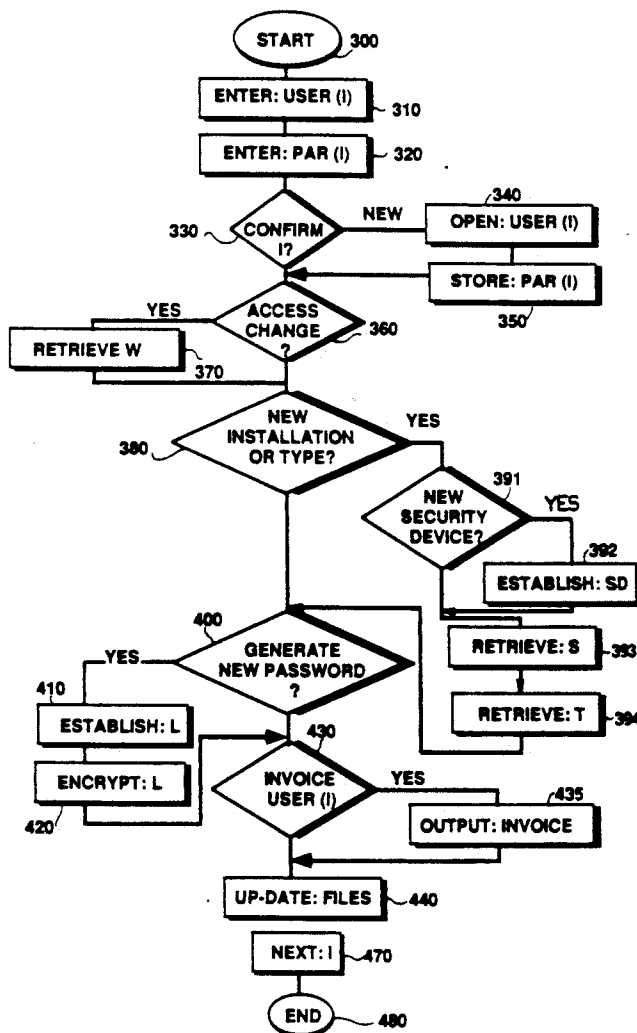 START
300
ENTER: USER (I)
310
ENTER: PAR (I)
320
340
NEW
OPEN: USER (I)
330
CONFIRM
I?
STORE: PAR (I)
350
YES
ACCESS
CHANGE
?
360
RETRIEVE W
370
NEW
INSTALLATION
OR TYPE?
YES
380
391
NEW
SECURITY
DEVICE?
YES
392
ESTABLISH: SD
400
RETRIEVE: S
393
YES
GENERATE
NEW PASSWORD
?
410
RETRIEVE: T
394
ESTABLISH: L
430
ENCRYPT: L
420
INVOICE
USER (I)
YES
435
OUTPUT: INVOICE
UP-DATE: FILES
440
NEXT: I
470
END
480